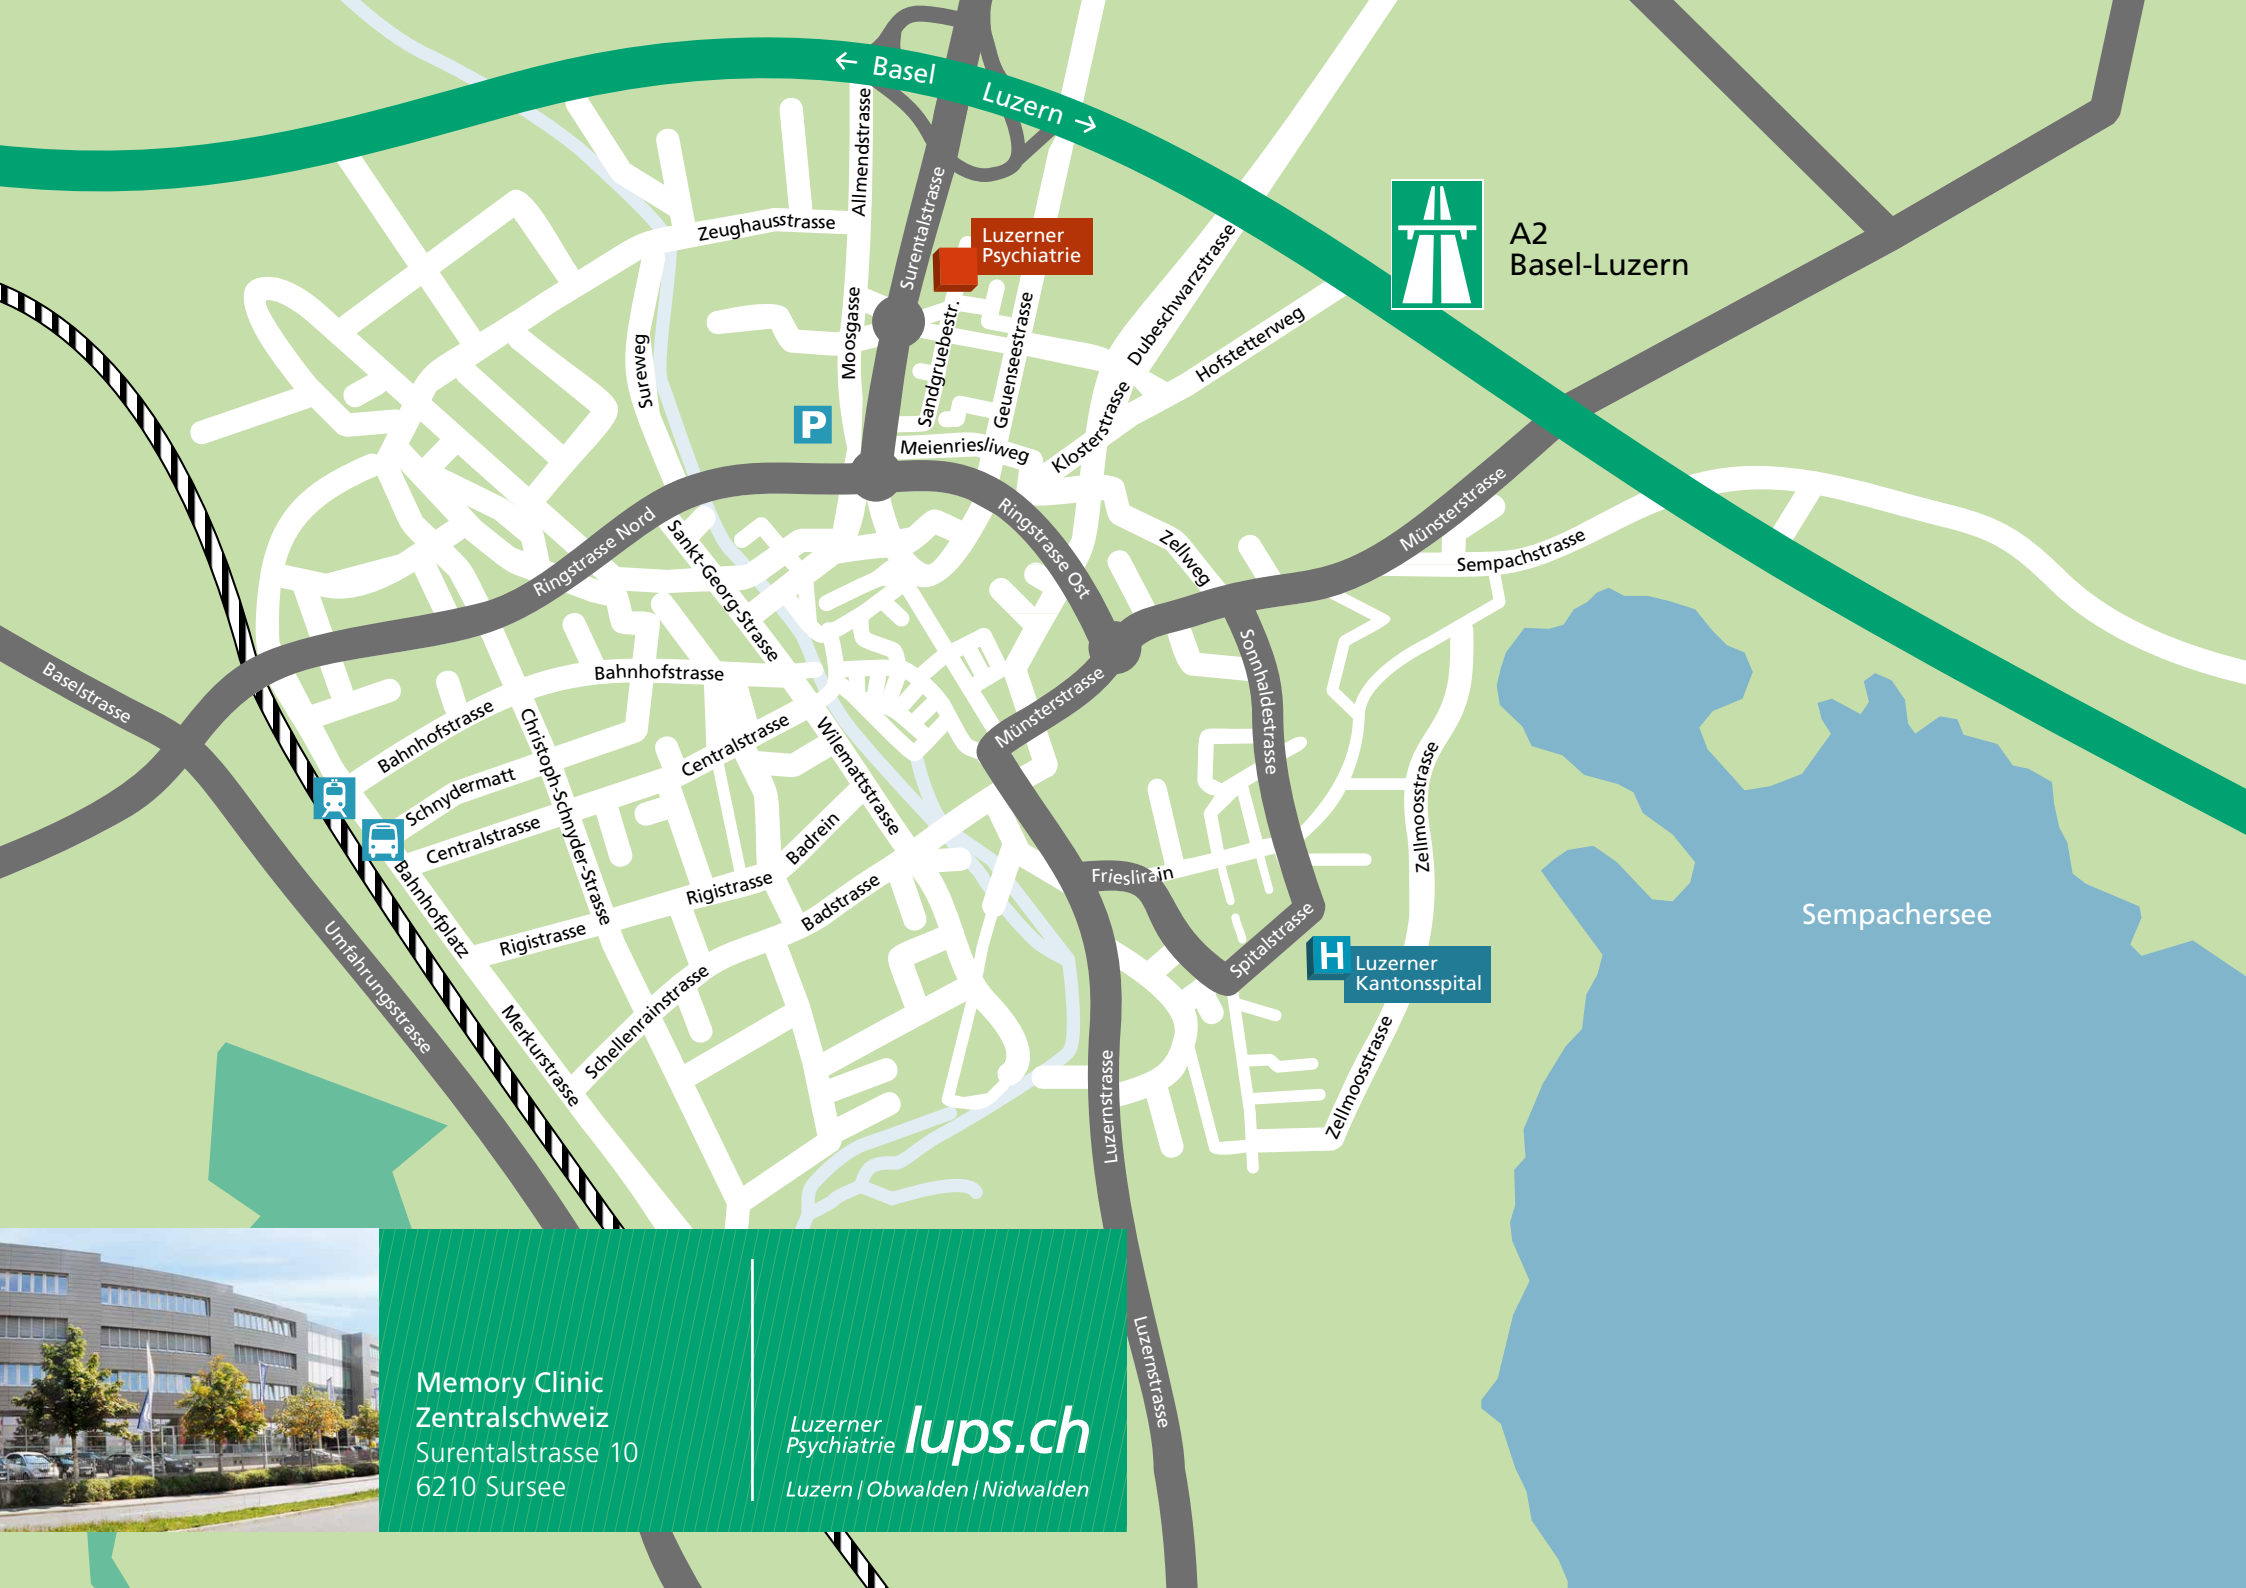 ← Basel
Luzern →
Allmendstrasse
Zeughausstrasse
Surentalstrasse
Luzerner
Psychiatrie
A2
Basel-Luzern
Dubeschwarzstrasse
Hofstetterweg
Moosgasse
Sureweg
Sandgruebestr.
Geuenseestrasse
Klosterstrasse
P
Meienriesliweg
Ringstrasse Nord
Ringstrasse Ost
Münsterstrasse
Sempachstrasse
Zellweg
Sankt-Georg-Strasse
Bahnhofstrasse
Baselstrasse
Bahnhofstrasse
Münsterstrasse
Sonnhaldestrasse
Christoph-Schnyder-Strasse
Centralstrasse
Wilemattstrasse
Schnydermatt
Centralstrasse
Zellmoosstrasse
Badrein
Bahnhofplatz
Rigistrasse
Badstrasse
Frieslirain
Rigistrasse
Umfahrungsstrasse
Spitalstrasse
H
Luzerner
Kantonsspital
Sempachersee
Schellenrainstrasse
Merkurstrasse
Luzernstrasse
Zellmoosstrasse
Luzernstrasse
Memory Clinic
Zentralschweiz
Surentalstrasse 10
6210 Sursee
Luzerner
Psychiatrie lups.ch
Luzern | Obwalden | Nidwalden